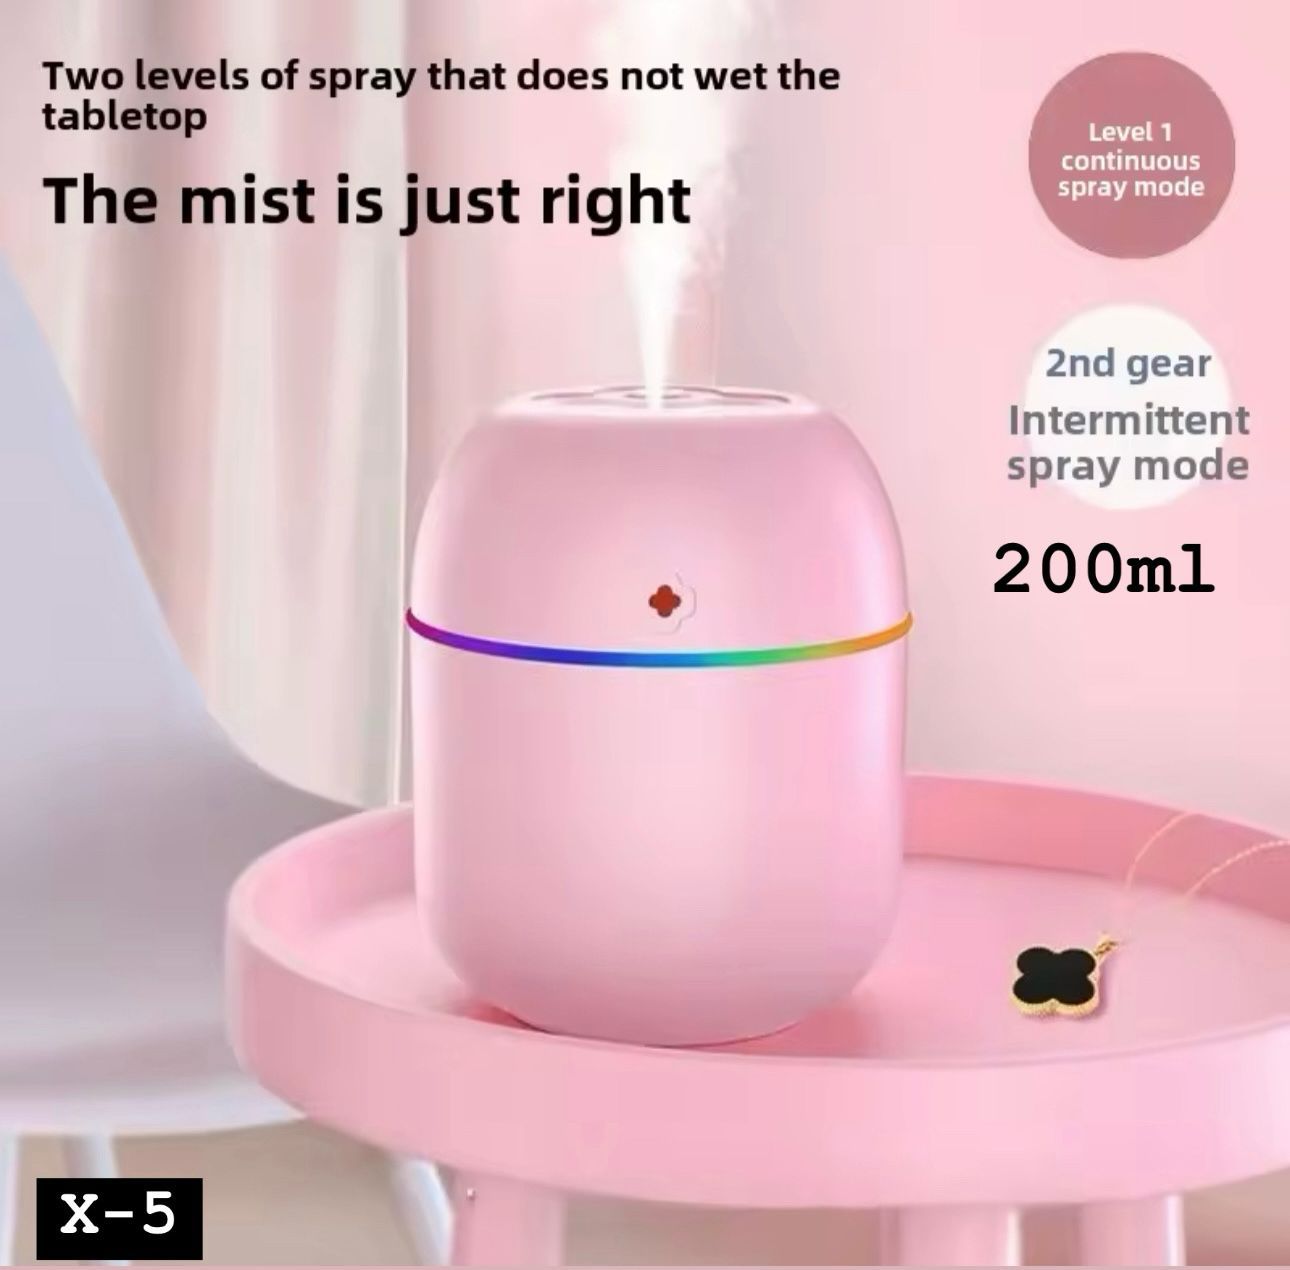 Two levels of spray that does not wet the
tabletop
The mist is just right
Level 1
continuous
spray mode
2nd gear
Intermittent
spray mode
200ml
X-5